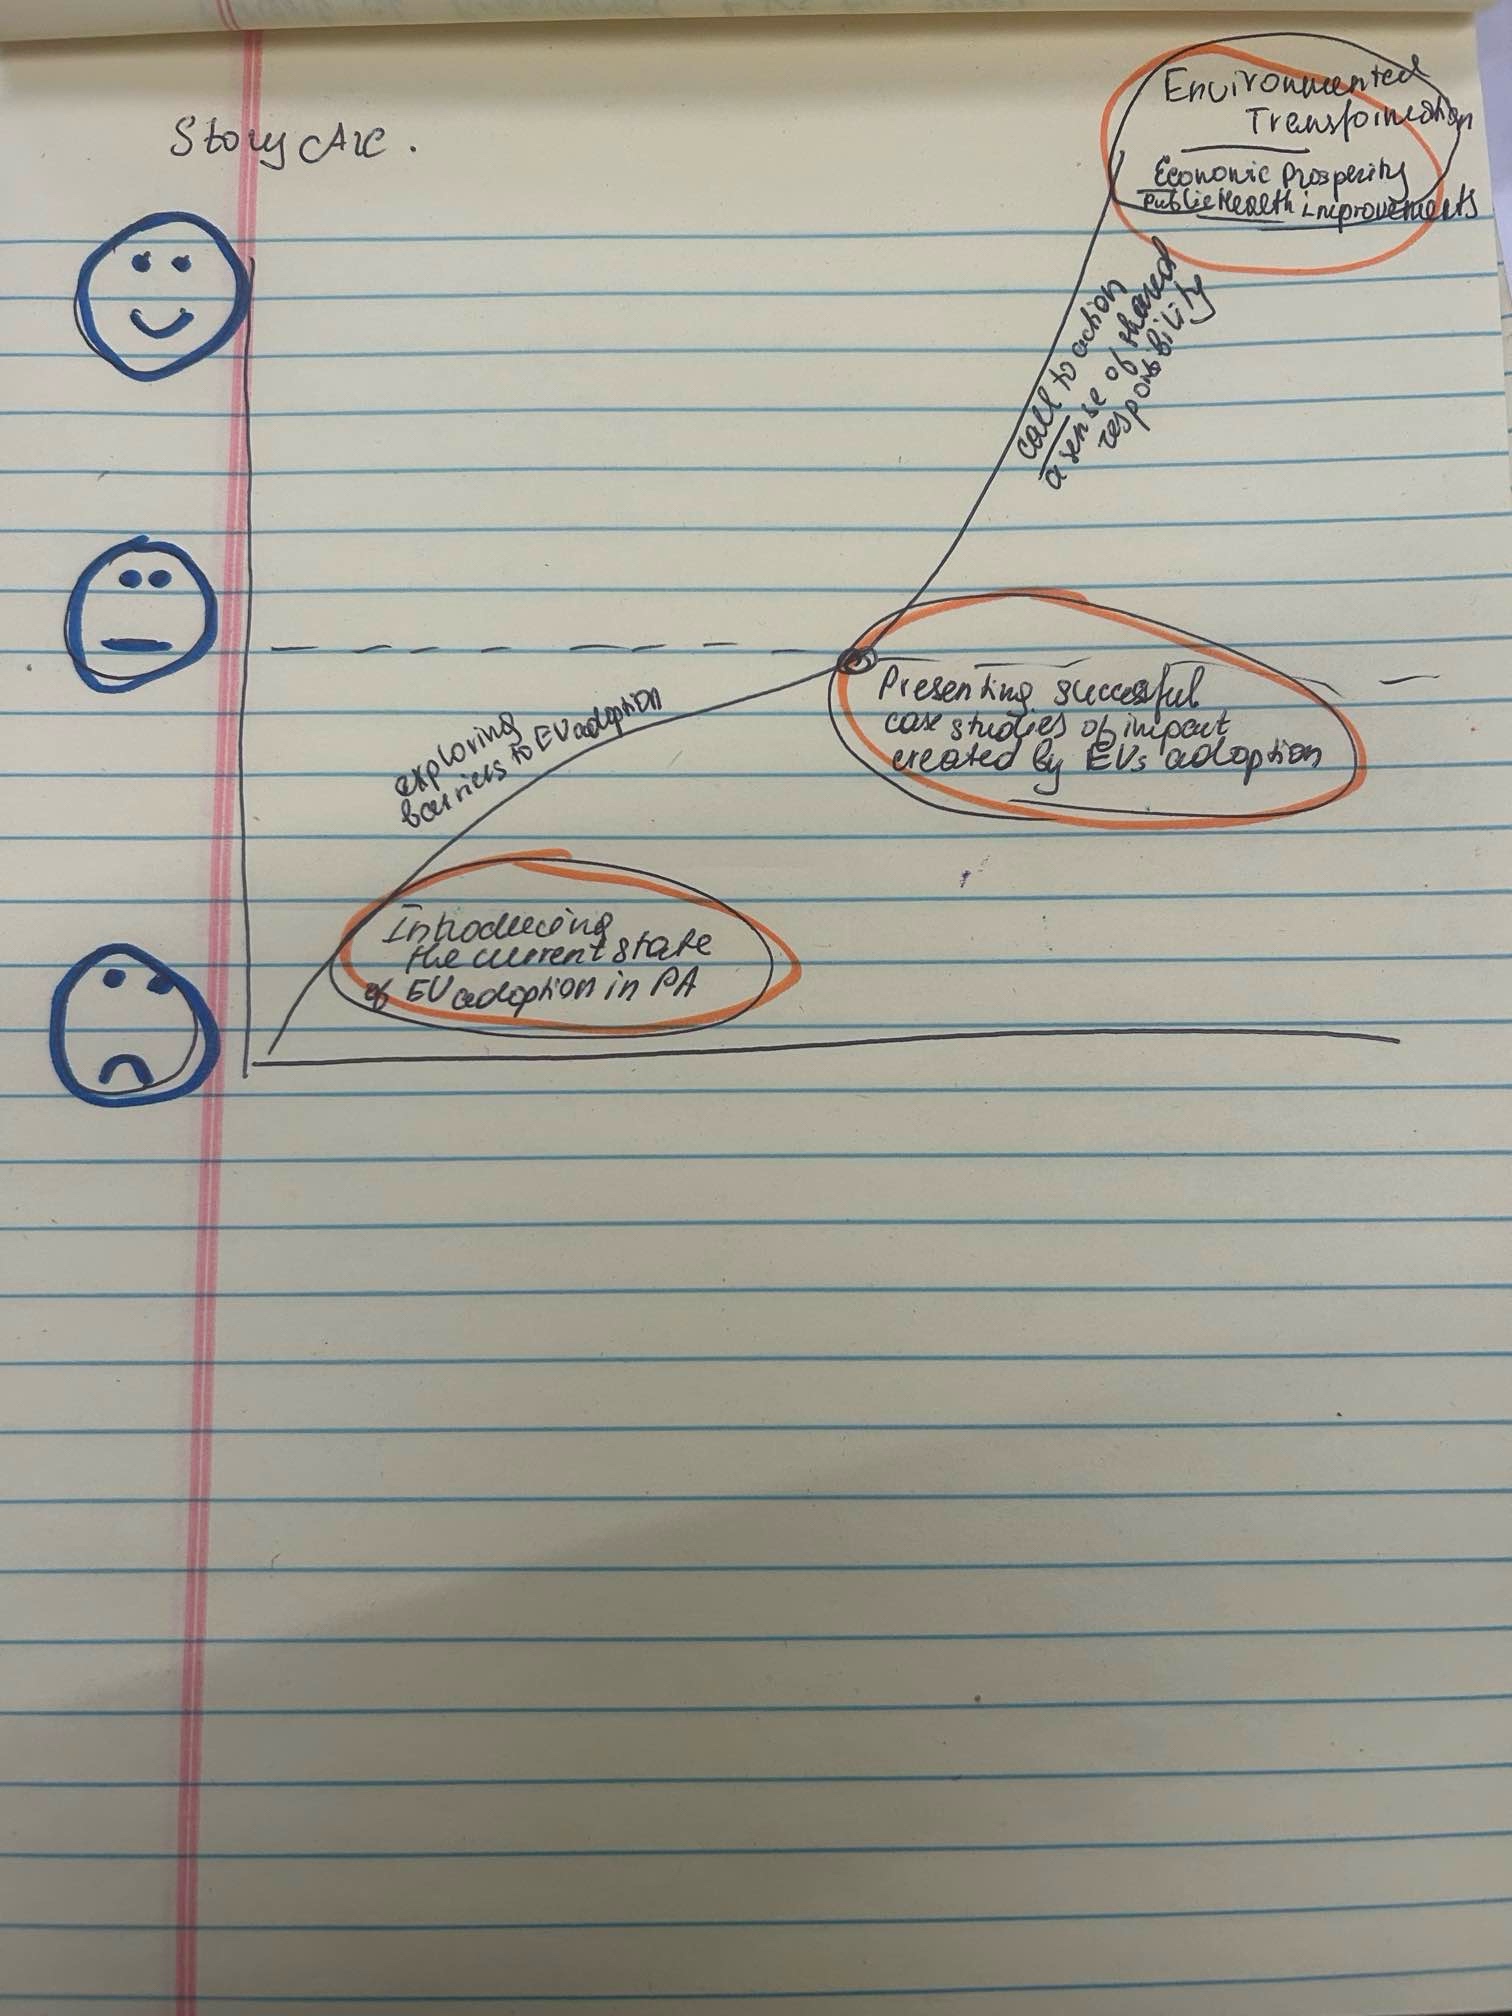 Story Arc.
Environmental
Transformation
Economic Prosperity
Public Health improvements
call to action
a sense of shared
responsibility
Presenting successful
case studies of impact
created by EVs adoption
exploring
barriers to EV adoption
Introducing
the current state
of EV adoption in PA